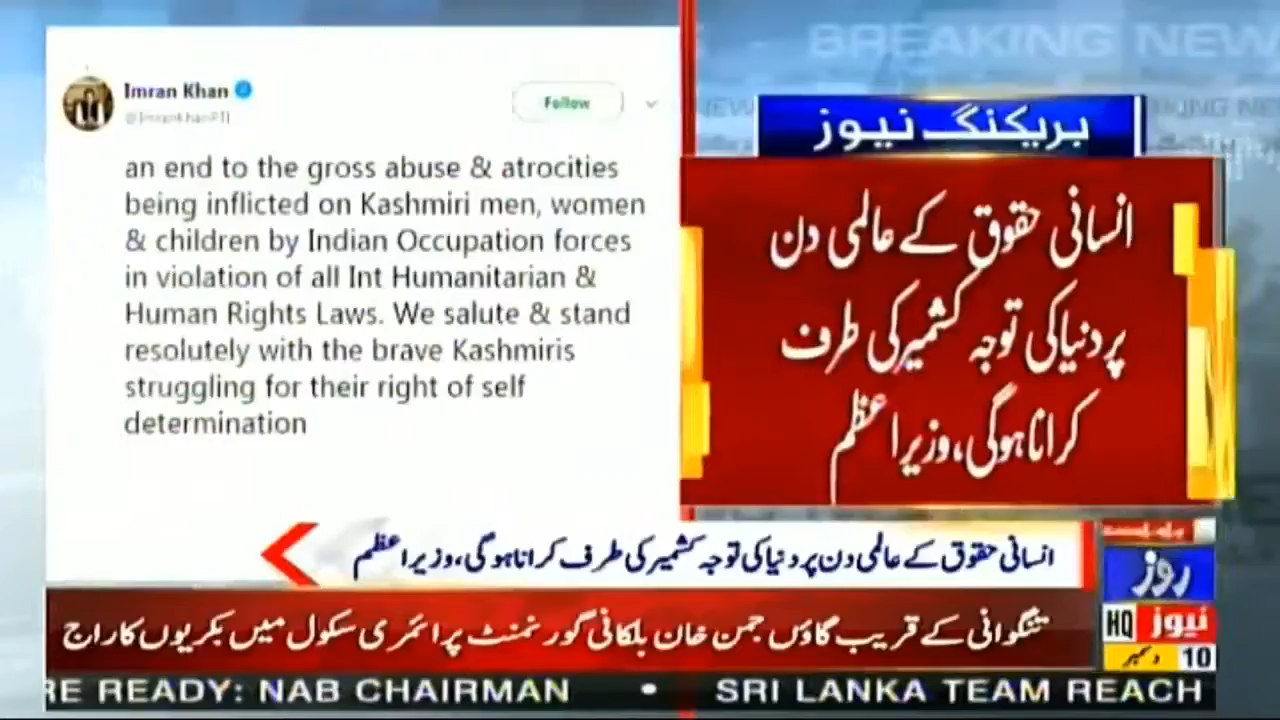 BREAKING NEW
Imran Khan
@ImranKhanPTI
Follow
an end to the gross abuse & atrocities
being inflicted on Kashmiri men, women
& children by Indian Occupation forces
in violation of all Int Humanitarian &
Human Rights Laws. We salute & stand
resolutely with the brave Kashmiris
struggling for their right of self
determination
بریکنگ نیوز
انسانی حقوق کے عالمی دن
پر دنیا کی توجہ کشمیر کی طرف
کرانا ہوگی، وزیراعظم
انسانی حقوق کے عالمی دن پر دنیا کی توجہ کشمیر کی طرف کرانا ہوگی، وزیراعظم
روز
نیوز HQ
10 دسمبر
تنگوانی کے قریب گاؤں جمن خان بلکانی گورنمنٹ پرائمری سکول میں بکریوں کا راج
RE READY: NAB CHAIRMAN • SRI LANKA TEAM REACH